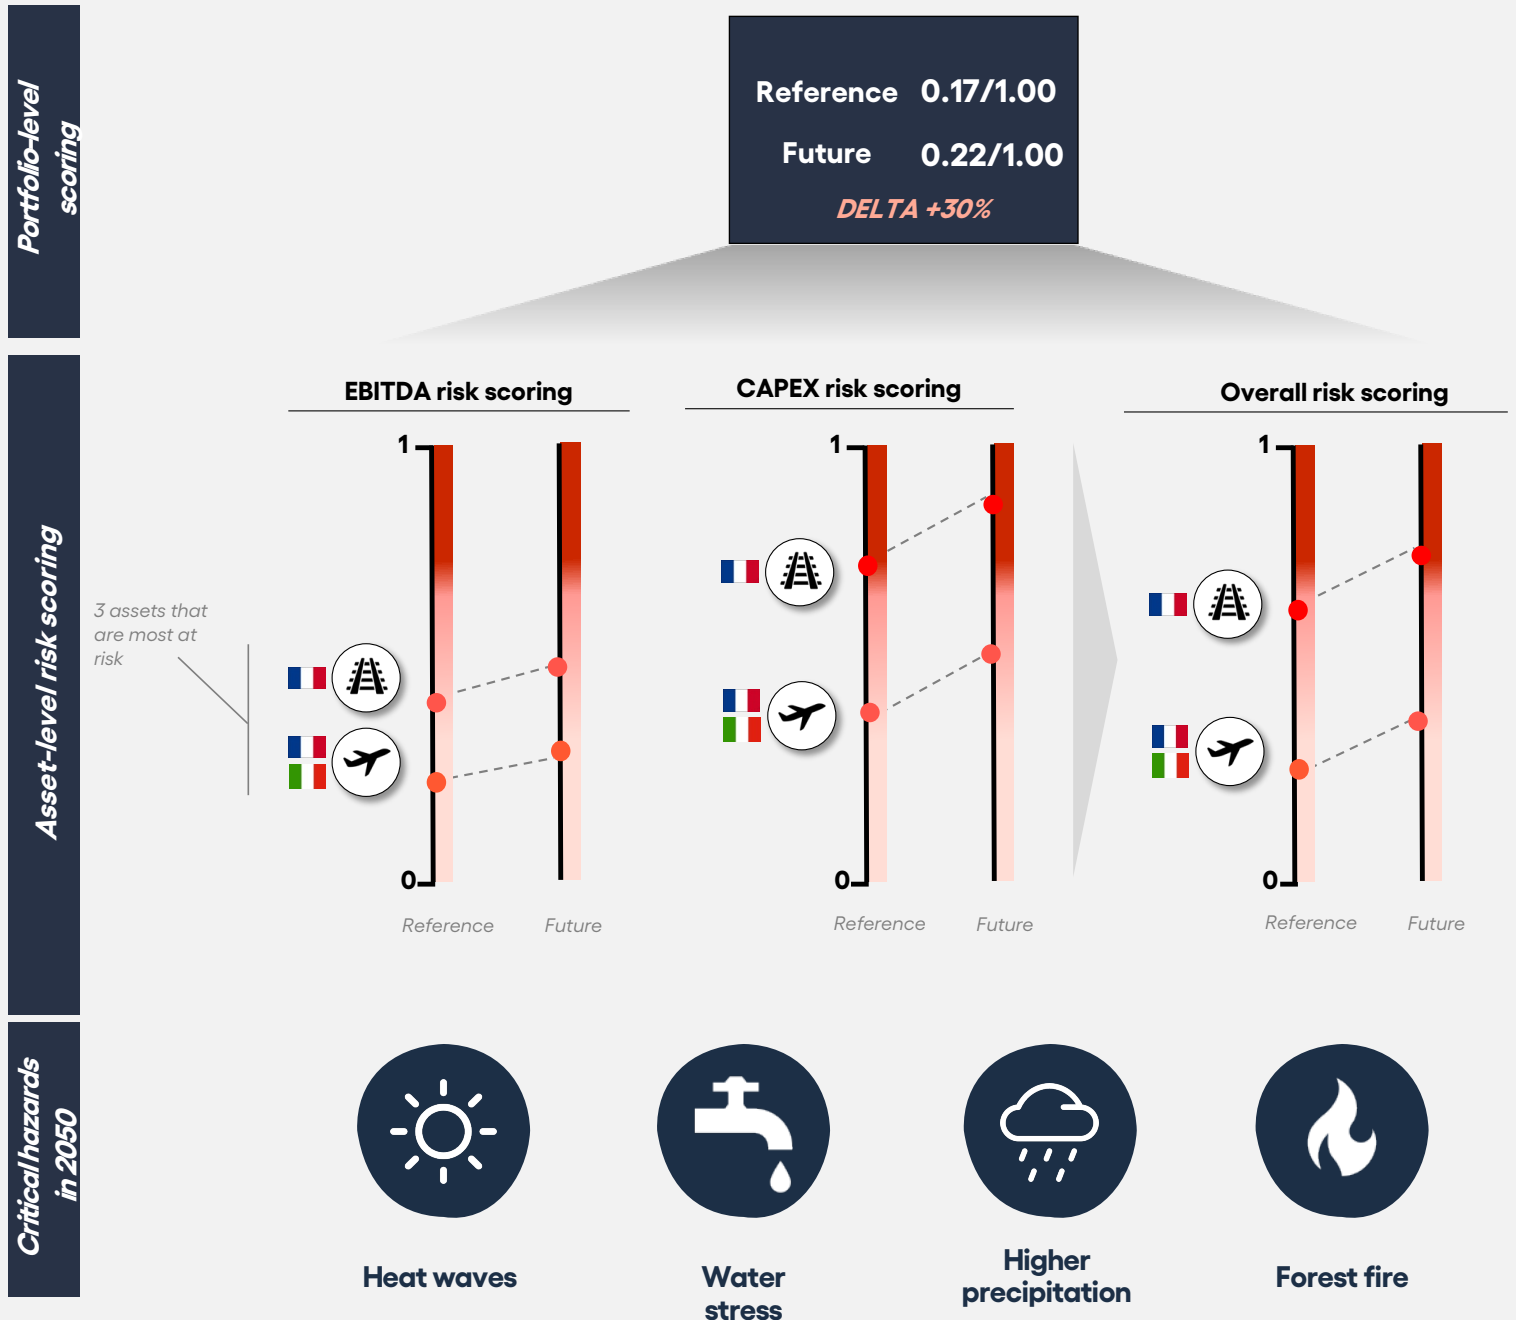 Portfolio-level
scoring
Reference 0.17/1.00
Future 0.22/1.00
DELTA +30%
Asset-level risk scoring
3 assets that
are most at
risk
EBITDA risk scoring
1
0
Reference Future
CAPEX risk scoring
1
0
Reference Future
Overall risk scoring
1
0
Reference Future
Critical hazards
in 2050
Heat waves
Water
stress
Higher
precipitation
Forest fire